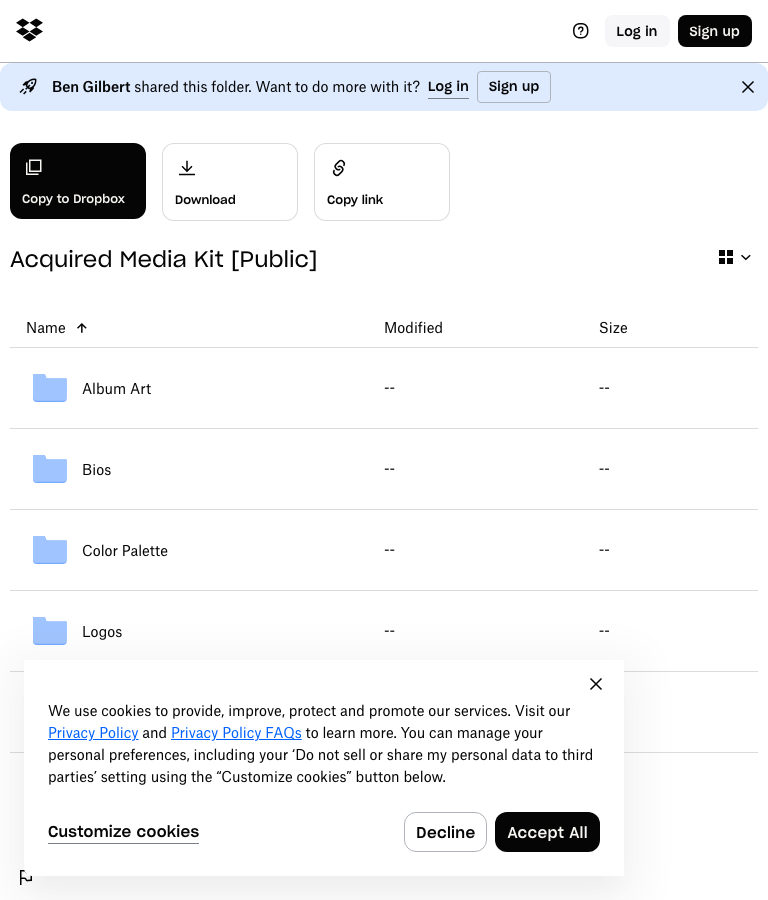 Log in
Sign up
Ben Gilbert shared this folder. Want to do more with it? Log in Sign up
Copy to Dropbox
Download
Copy link
Acquired Media Kit [Public]
Name Modified Size
Album Art -- --
Bios -- --
Color Palette -- --
Logos -- --
We use cookies to provide, improve, protect and promote our services. Visit our
Privacy Policy and Privacy Policy FAQs to learn more. You can manage your
personal preferences, including your ‘Do not sell or share my personal data to third
parties’ setting using the “Customize cookies” button below.
Customize cookies
Decline
Accept All